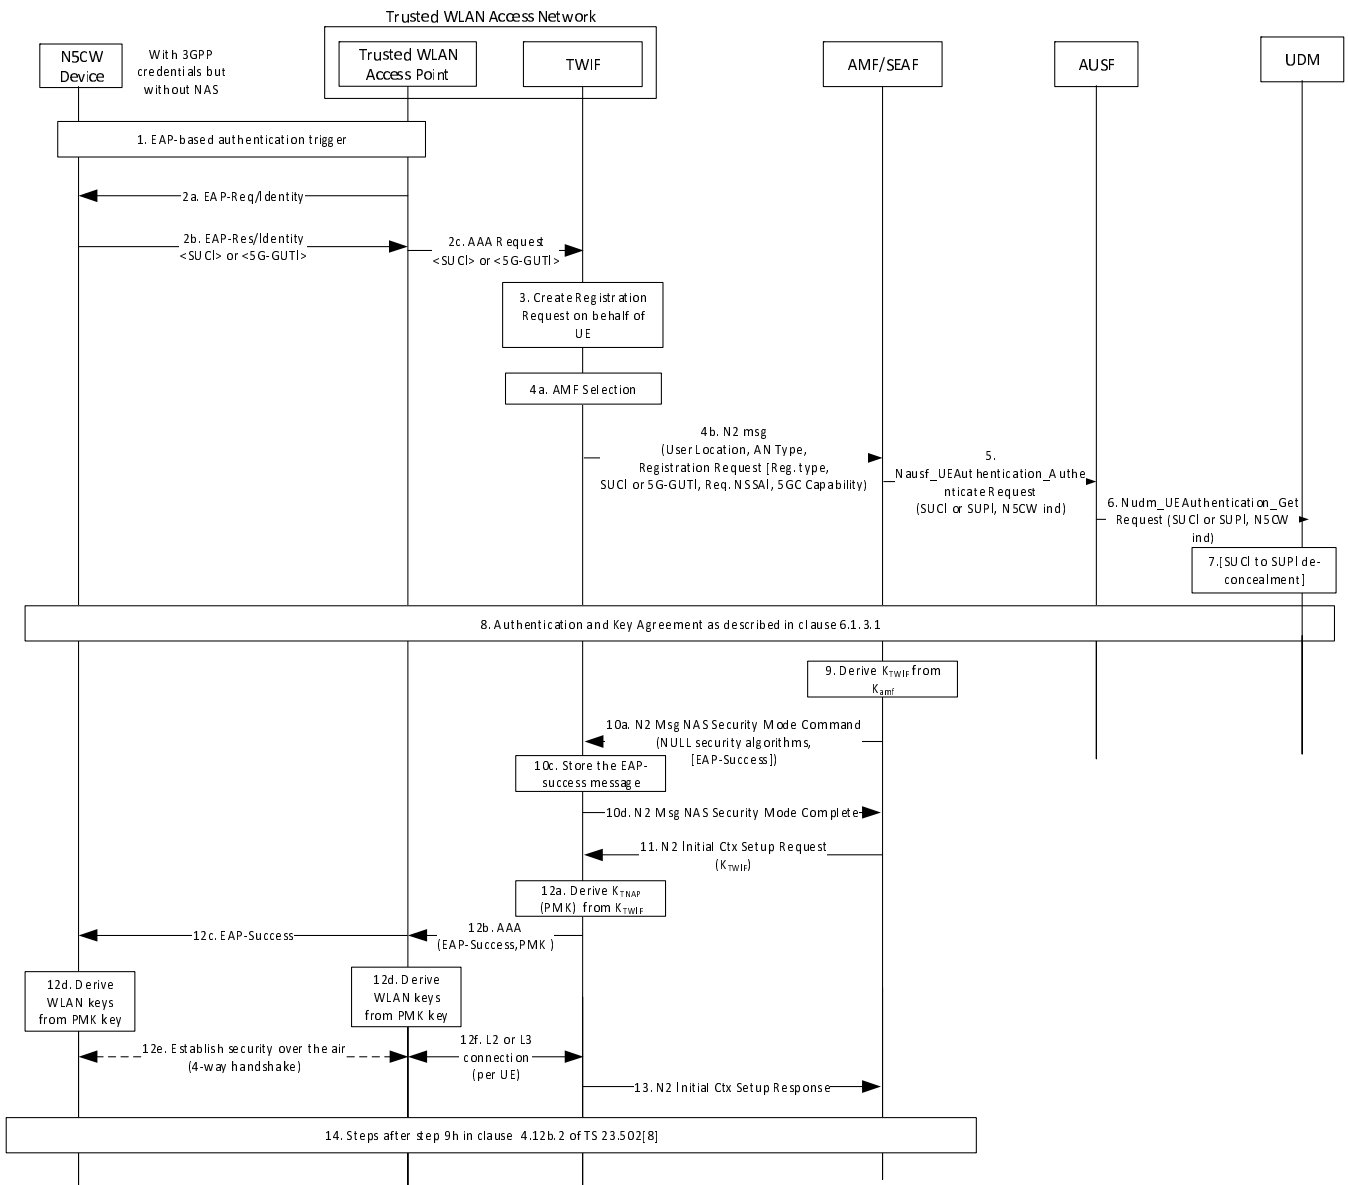 Trusted WLAN Access Network
N5CW
Device
With 3GPP
credentials but
without NAS
Trusted WLAN
Access Point
TWIF
AMF/SEAF
AUSF
UDM
1. EAP-based authentication trigger
2a. EAP-Req/Identity
2b. EAP-Res/Identity
<SUCI> or <5G-GUTI>
2c. AAA Request
<SUCI> or <5G-GUTI>
3. Create Registration
Request on behalf of
UE
4a. AMF Selection
4b. N2 msg
(User Location, AN Type,
Registration Request [Reg. type,
SUCI or 5G-GUTI, Req. NSSAI, 5GC Capability)
5.
Nausf_UEAuthentication_Authe
nticate Request
(SUCI or SUPI, N5CW ind)
6. Nudm_UEAuthentication_Get
Request (SUCI or SUPI, N5CW
ind)
7.[SUCI to SUPI de-
concealment]
8. Authentication and Key Agreement as described in clause 6.1.3.1
9. Derive KTWIF from
Kamf
10a. N2 Msg NAS Security Mode Command
(NULL security algorithms,
[EAP-Success])
10c. Store the EAP-
success message
10d. N2 Msg NAS Security Mode Complete
11. N2 Initial Ctx Setup Request
(KTWIF)
12a. Derive KTNAP
(PMK) from KTWIF
12b. AAA
(EAP-Success,PMK )
12c. EAP-Success
12d. Derive
WLAN keys
from PMK key
12d. Derive
WLAN keys
from PMK key
12e. Establish security over the air
(4-way handshake)
12f. L2 or L3
connection
(per UE)
13. N2 Initial Ctx Setup Response
14. Steps after step 9h in clause 4.12b.2 of TS 23.502[8]